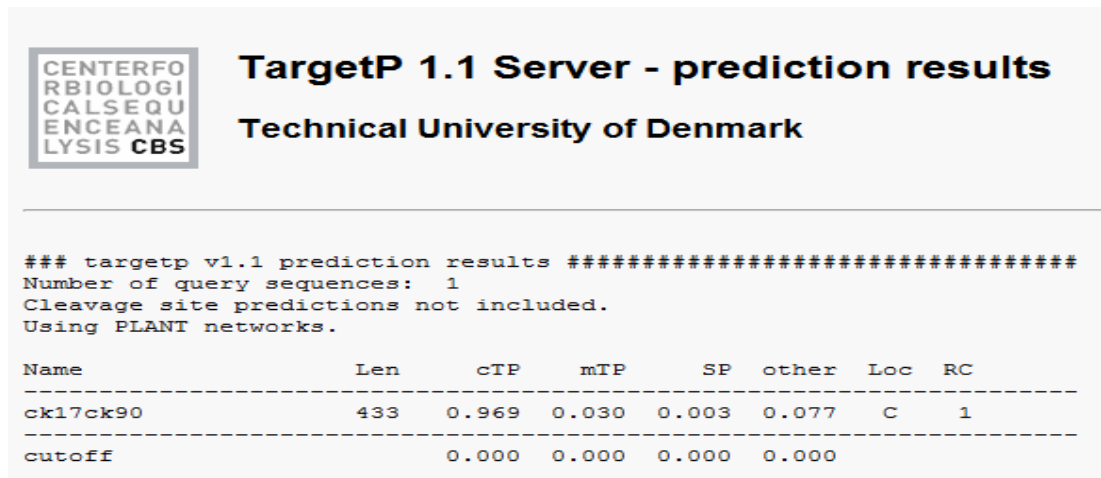 CENTERFO
RBIOLOGI
CALSEQU
ENCEANA
LYSIS CBS
TargetP 1.1 Server - prediction results
Technical University of Denmark
### targetp v1.1 prediction results ##################################
Number of query sequences:  1
Cleavage site predictions not included.
Using PLANT networks.
Name                  Len     cTP    mTP     SP  other  Loc  RC
----------------------------------------------------------------------
ck17ck90              433   0.969  0.030  0.003  0.077   C    1
----------------------------------------------------------------------
cutoff                      0.000  0.000  0.000  0.000